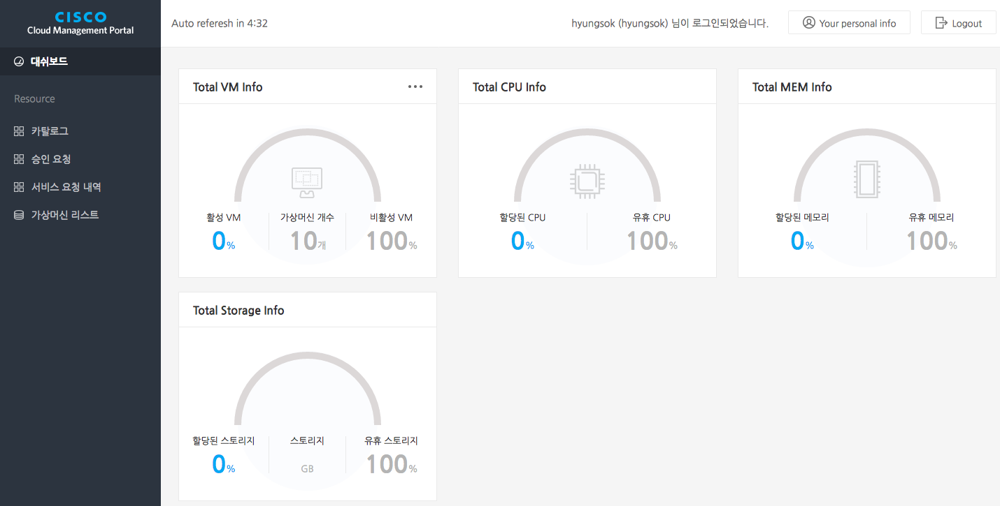 CISCO
Cloud Management Portal
대쉬보드
Resource
카탈로그
승인 요청
서비스 요청 내역
가상머신 리스트
Auto referesh in 4:32
hyungsok (hyungsok) 님이 로그인되었습니다.
Your personal info
Logout
Total VM Info
활성 VM
0%
가상머신 개수
10개
비활성 VM
100%
Total CPU Info
할당된 CPU
0%
유휴 CPU
100%
Total MEM Info
할당된 메모리
0%
유휴 메모리
100%
Total Storage Info
할당된 스토리지
0%
스토리지
GB
유휴 스토리지
100%